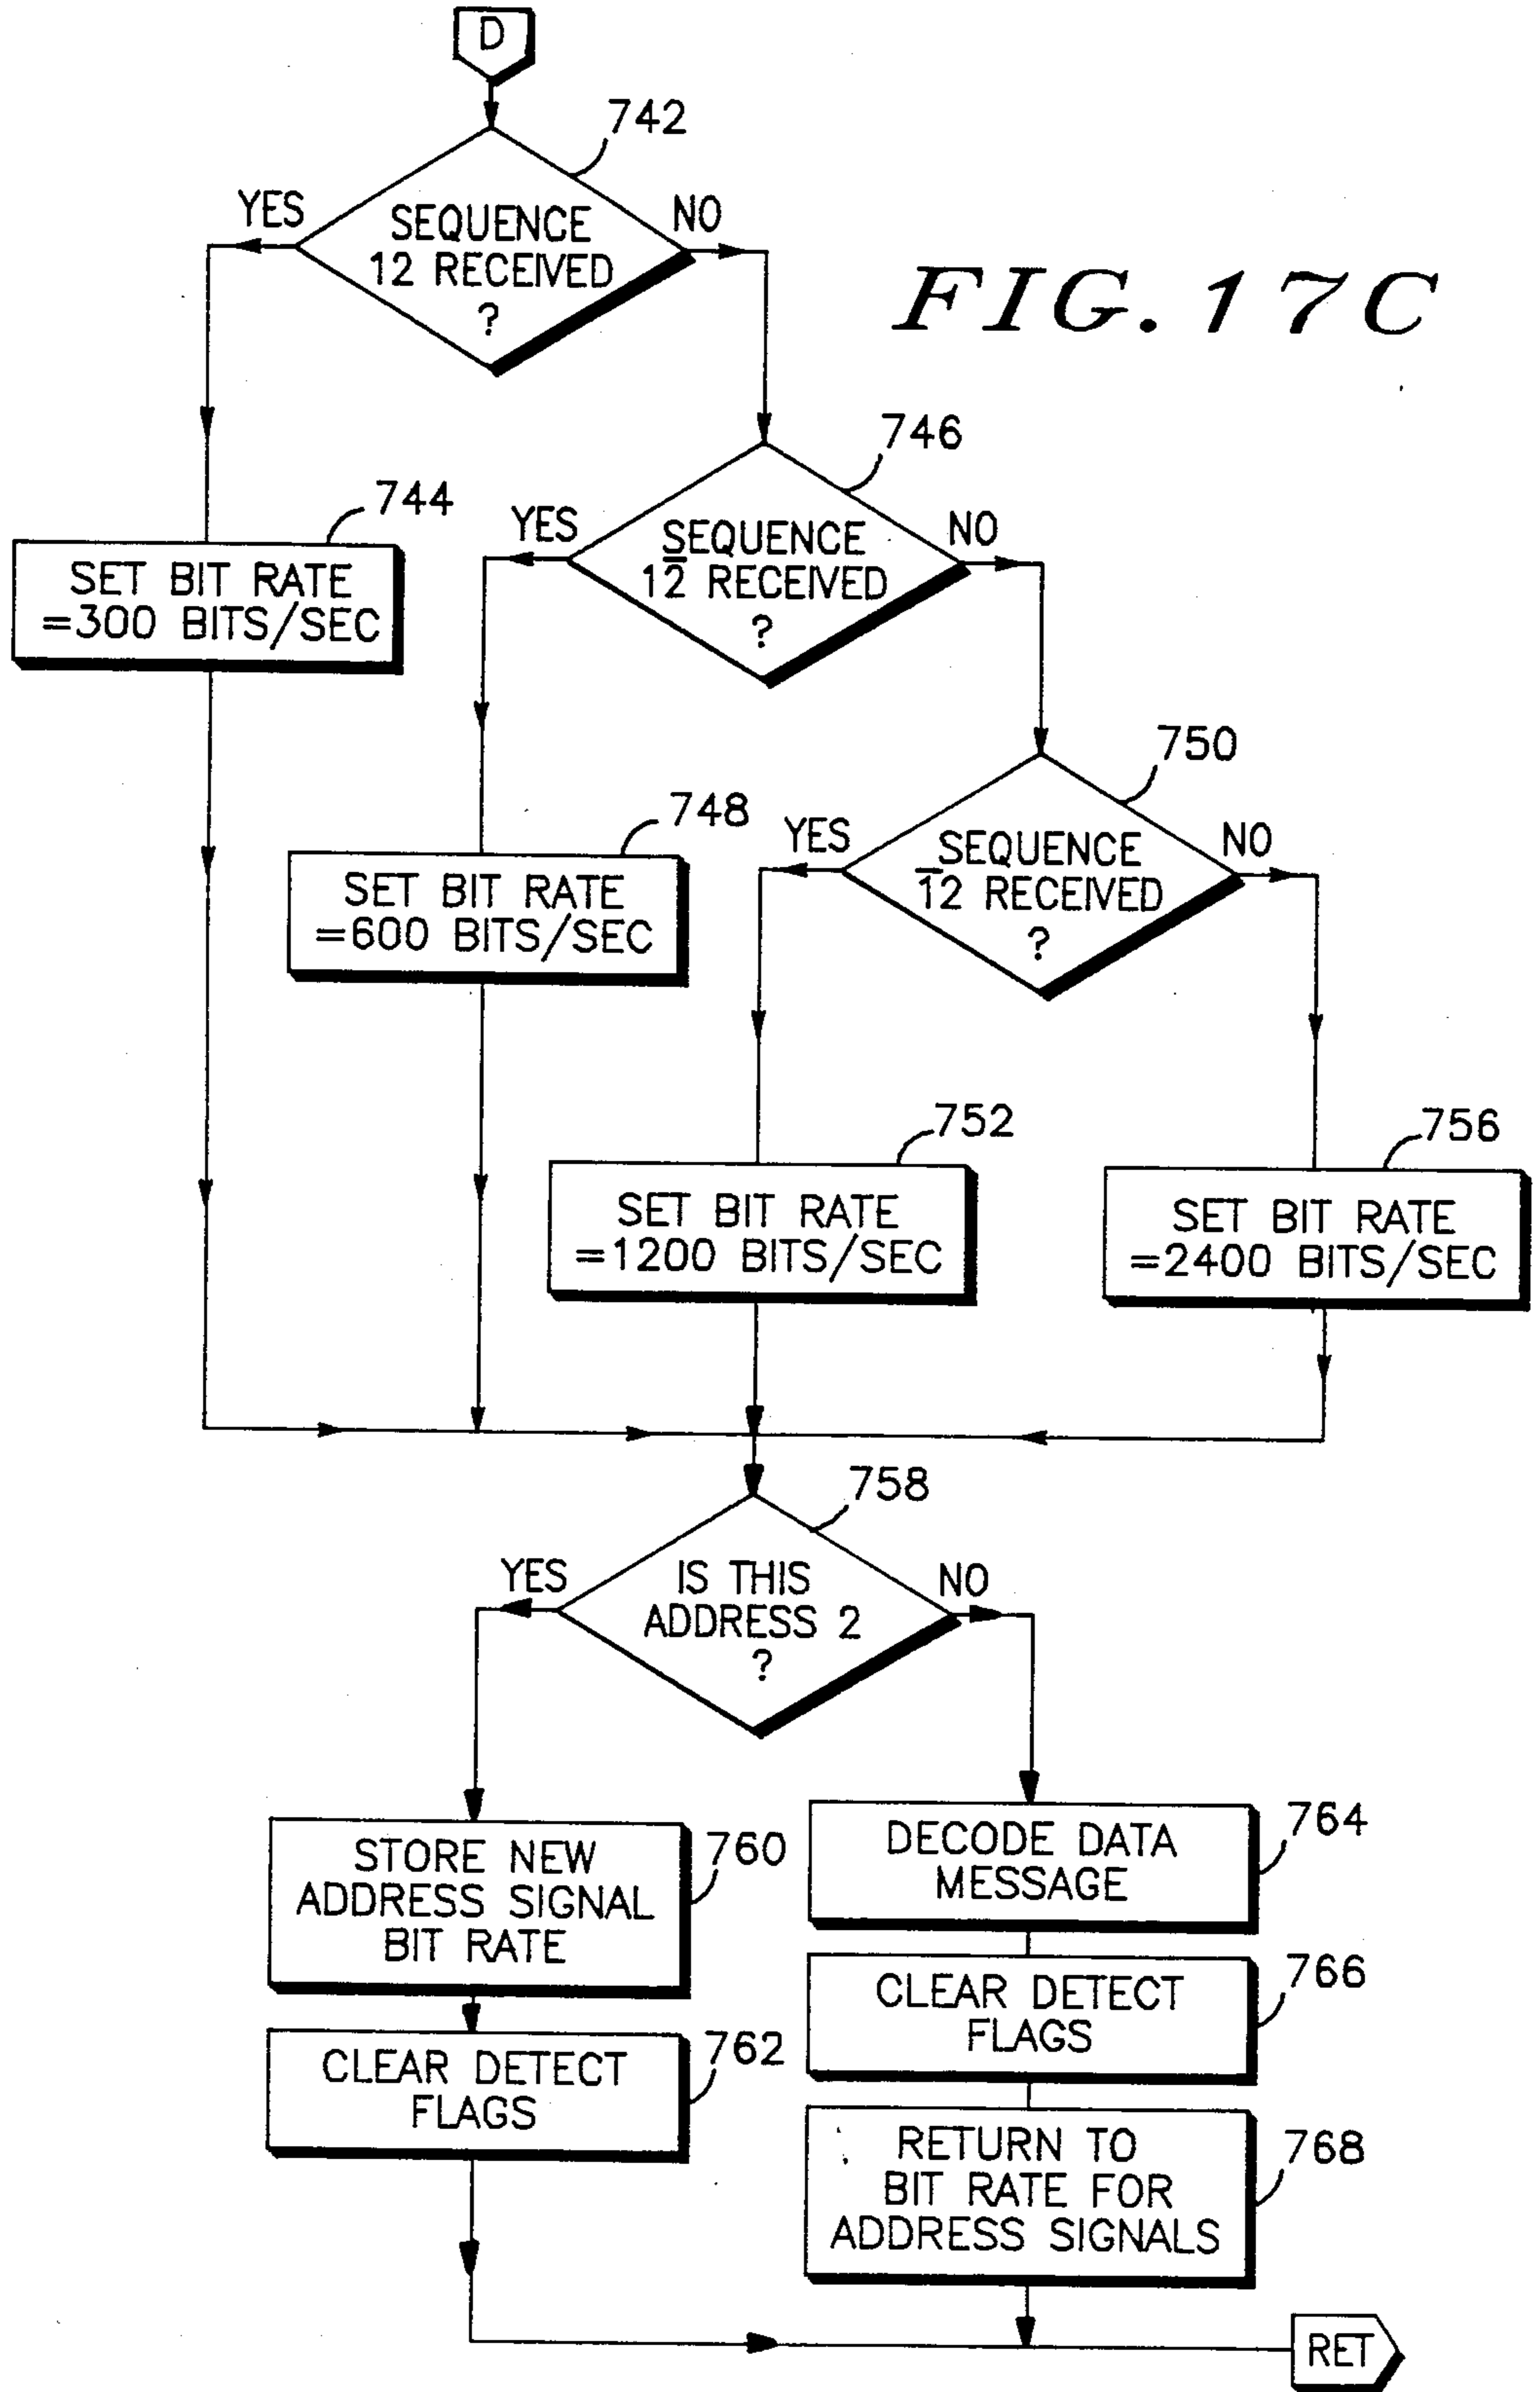 D
742
YES
NO
SEQUENCE
12 RECEIVED
?
FIG. 17C
746
YES
NO
SEQUENCE
12̅ RECEIVED
?
744
SET BIT RATE
=300 BITS/SEC
750
YES
NO
SEQUENCE
1̅2 RECEIVED
?
748
SET BIT RATE
=600 BITS/SEC
752
SET BIT RATE
=1200 BITS/SEC
756
SET BIT RATE
=2400 BITS/SEC
758
YES
NO
IS THIS
ADDRESS 2
?
760
STORE NEW
ADDRESS SIGNAL
BIT RATE
764
DECODE DATA
MESSAGE
762
CLEAR DETECT
FLAGS
766
CLEAR DETECT
FLAGS
768
RETURN TO
BIT RATE FOR
ADDRESS SIGNALS
RET